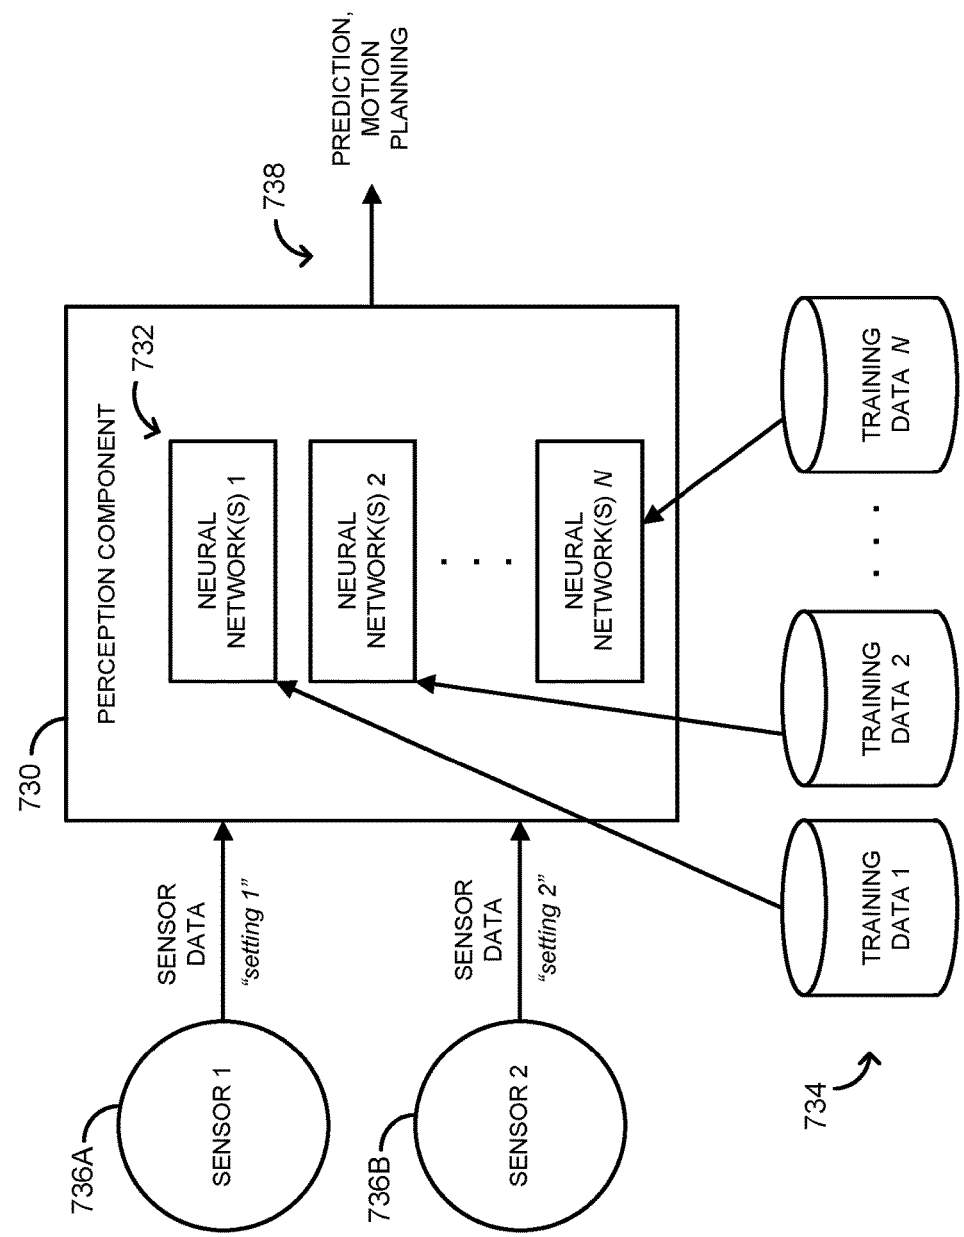 730
PERCEPTION COMPONENT
732
NEURAL
NETWORK(S) 1
NEURAL
NETWORK(S) 2
. . .
NEURAL
NETWORK(S) N
736A
SENSOR 1
SENSOR
DATA
“setting 1”
736B
SENSOR 2
SENSOR
DATA
“setting 2”
738
PREDICTION,
MOTION
PLANNING
734
TRAINING
DATA 1
TRAINING
DATA 2
. . .
TRAINING
DATA N